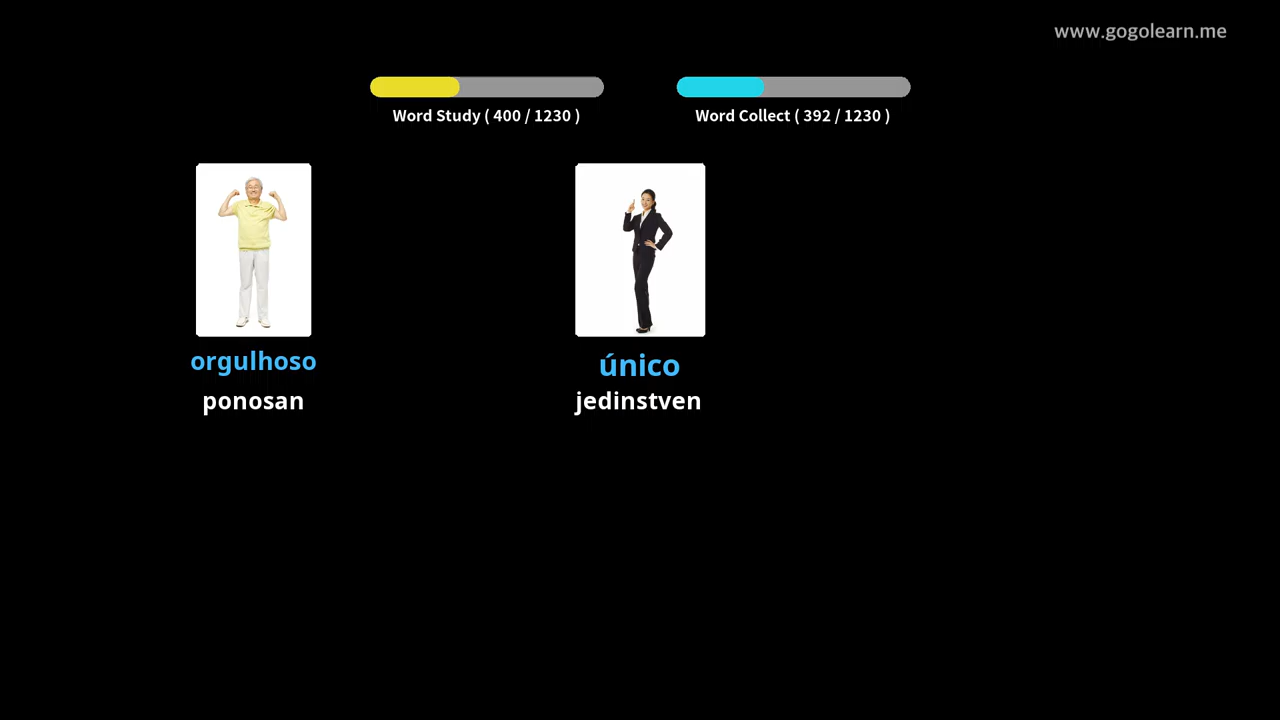 www.gogolearn.me
Word Study ( 400 / 1230 )
Word Collect ( 392 / 1230 )
orgulhoso
ponosan
único
jedinstven